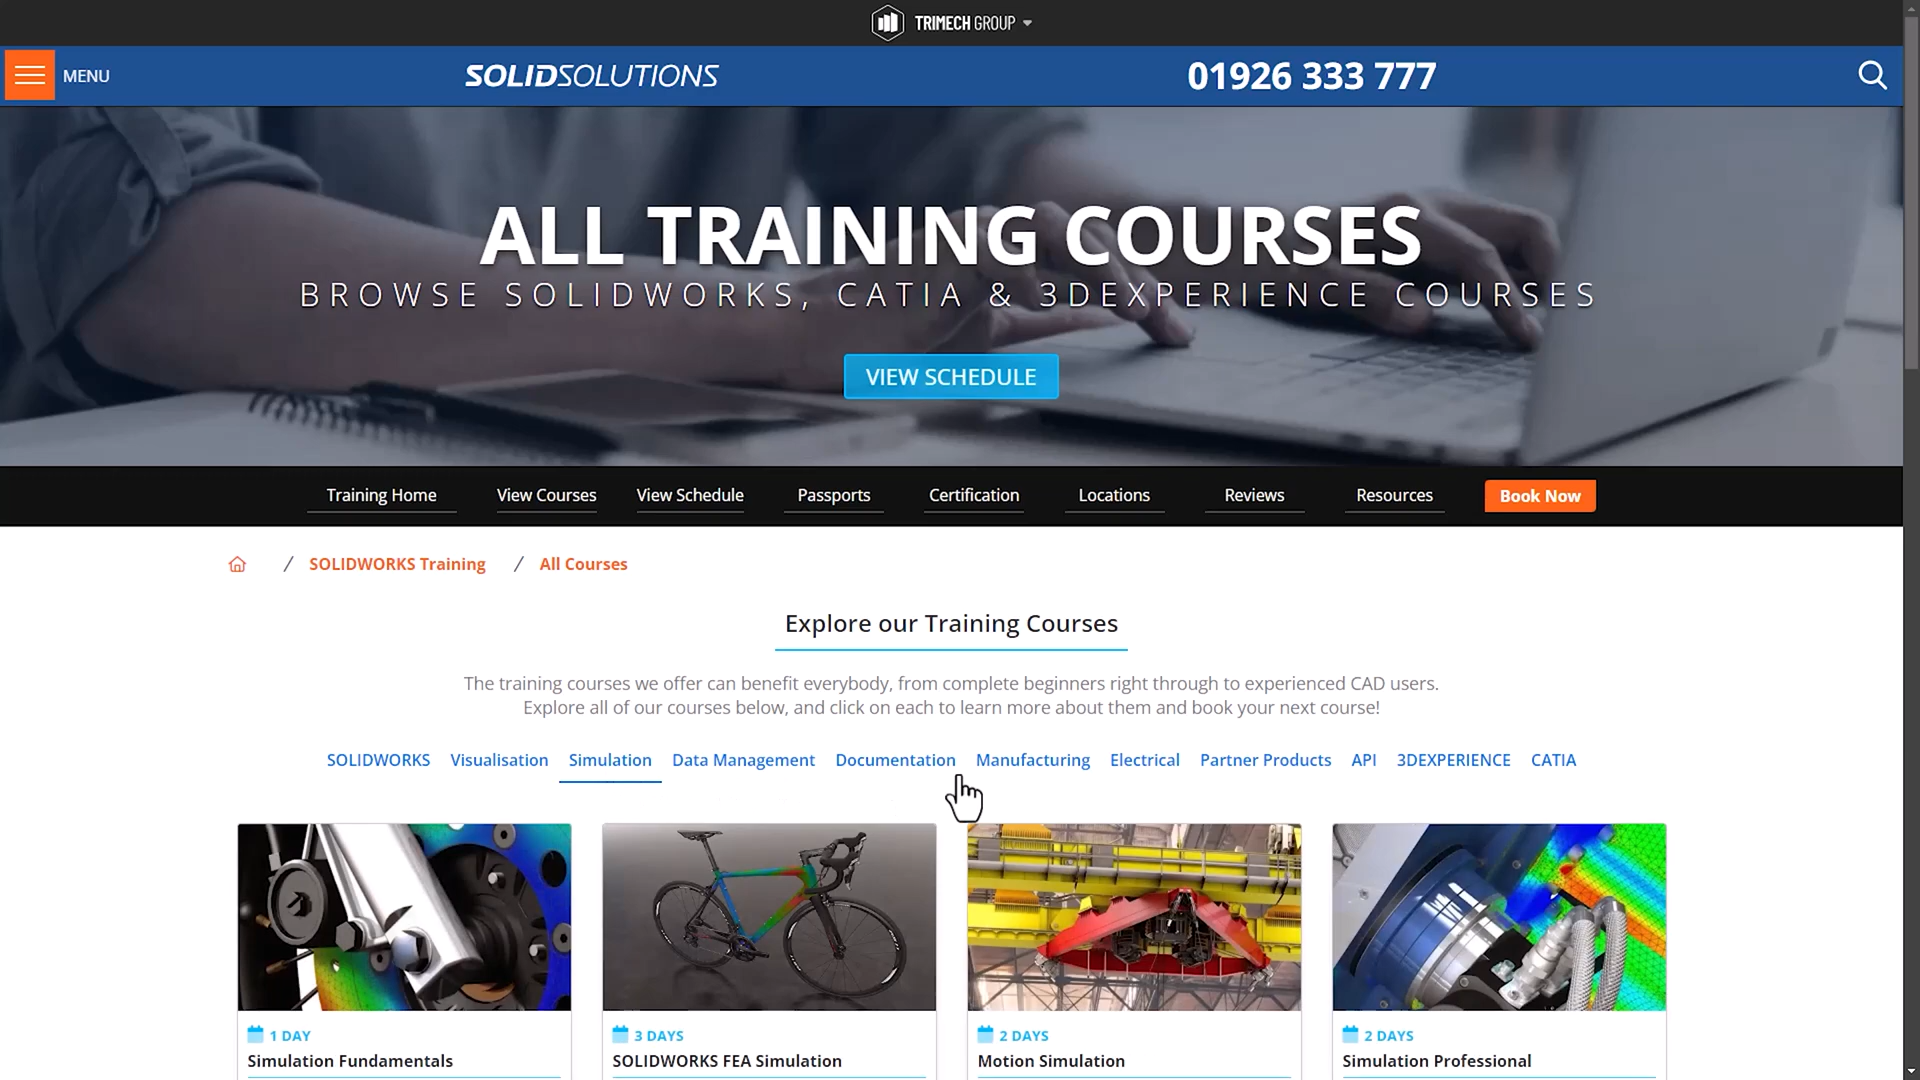 TRIMECH GROUP
MENU
SOLIDSOLUTIONS
01926 333 777
ALL TRAINING COURSES
BROWSE SOLIDWORKS, CATIA & 3DEXPERIENCE COURSES
VIEW SCHEDULE
Training Home
View Courses
View Schedule
Passports
Certification
Locations
Reviews
Resources
Book Now
/ SOLIDWORKS Training / All Courses
Explore our Training Courses
The training courses we offer can benefit everybody, from complete beginners right through to experienced CAD users.
Explore all of our courses below, and click on each to learn more about them and book your next course!
SOLIDWORKS
Visualisation
Simulation
Data Management
Documentation
Manufacturing
Electrical
Partner Products
API
3DEXPERIENCE
CATIA
1 DAY
Simulation Fundamentals
3 DAYS
SOLIDWORKS FEA Simulation
2 DAYS
Motion Simulation
2 DAYS
Simulation Professional